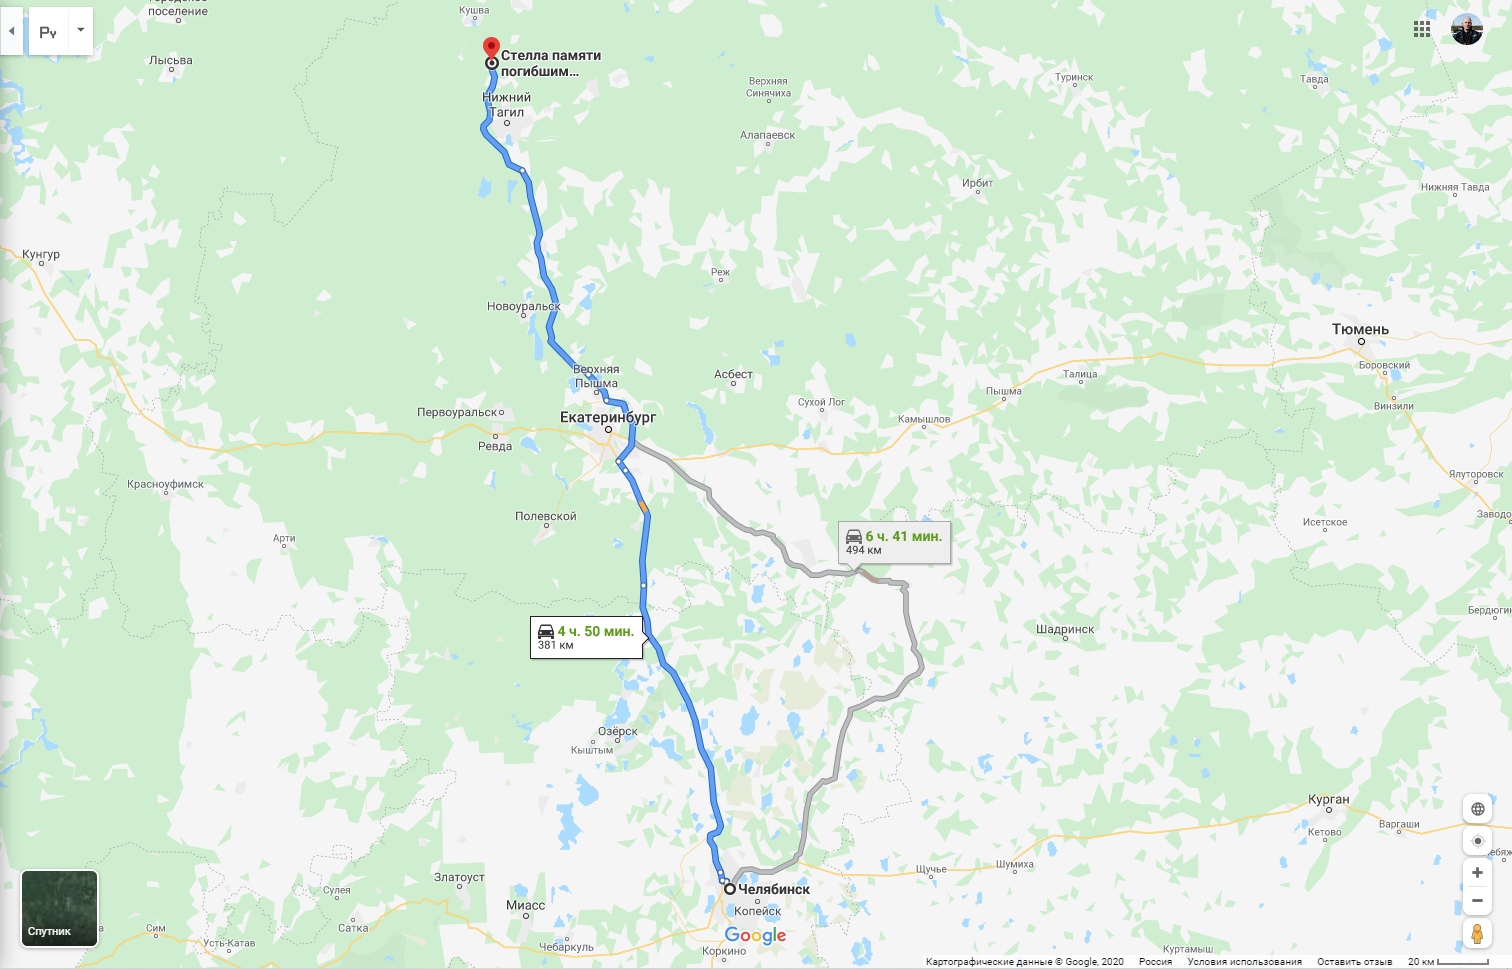 поселение
Кушва
Ру
Лысьва
Стелла памяти
погибшим...
Верхняя
Синячиха
Туринск
Тавда
Нижний
Тагил
Алапаевск
Ирбит
Нижняя Тавда
Кунгур
Реж
Новоуральск
Тюмень
Боровский
Верхняя
Пышма
Асбест
Талица
Пышма
Сухой Лог
Винзили
Первоуральск
Екатеринбург
Камышлов
Ревда
Красноуфимск
Ялуторовск
Полевской
Заводо
Исетское
Арти
6 ч. 41 мин.
494 км
Бердюги
4 ч. 50 мин.
381 км
Шадринск
Озёрск
Кыштым
Курган
Варгаши
Кетово
Златоуст
Щучье
Шумиха
Челябинск
Сулея
Миасс
Копейск
Спутник
Сим
Сатка
Усть-Катав
Чебаркуль
Google
Коркино
Куртамыш
Картографические данные © Google, 2020 Россия Условия использования Оставить отзыв 20 км